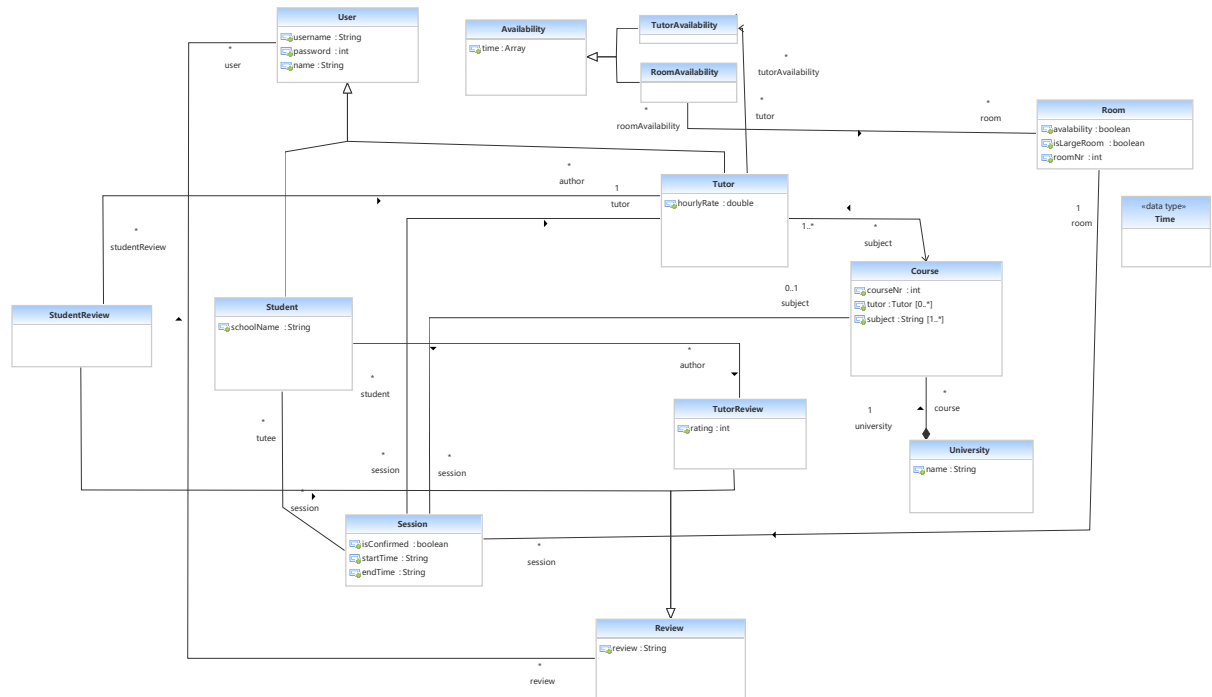 User
username : String
password : int
name : String
Availability
time : Array
TutorAvailability
RoomAvailability
*
user
*
tutorAvailability
*
tutor
*
roomAvailability
*
room
Room
avalability : boolean
isLargeRoom : boolean
roomNr : int
«data type»
Time
*
author
1
tutor
Tutor
hourlyRate : double
1..*
*
subject
1
room
*
studentReview
Course
courseNr : int
tutor : Tutor [0..*]
subject : String [1..*]
0..1
subject
StudentReview
Student
schoolName : String
*
student
*
author
*
tutee
TutorReview
rating : int
*
course
1
university
University
name : String
*
session
*
session
*
session
Session
isConfirmed : boolean
startTime : String
endTime : String
*
session
Review
review : String
*
review